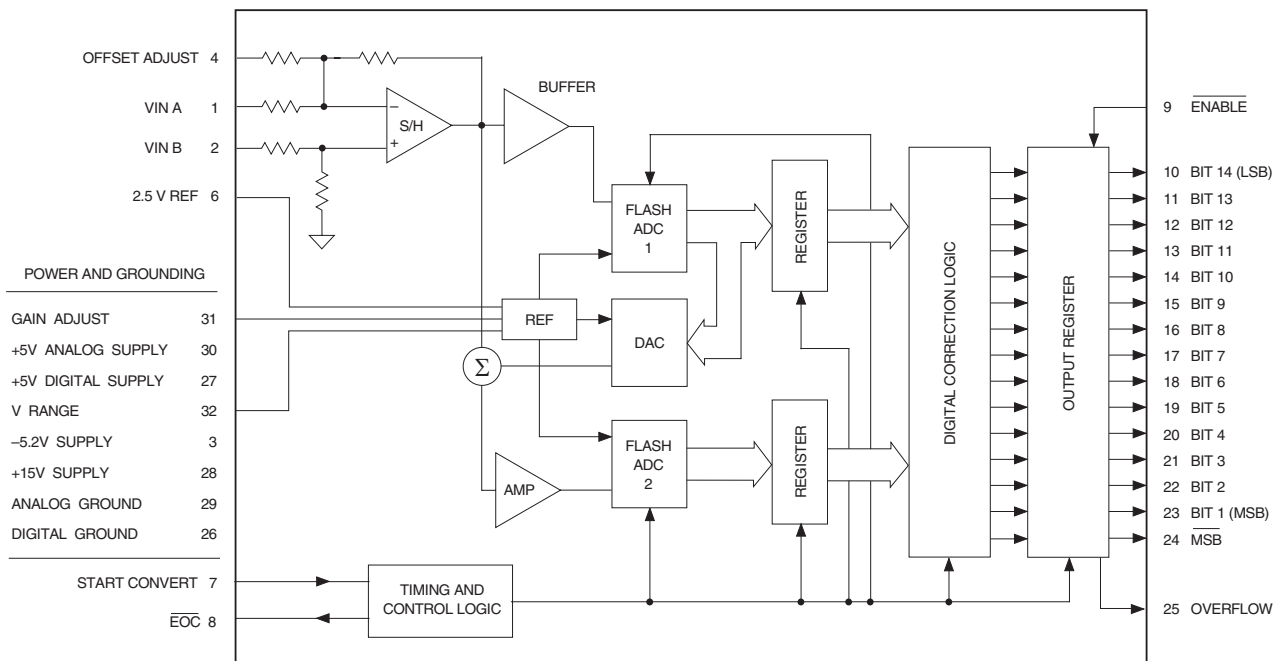 OFFSET ADJUST 4
VIN A 1
VIN B 2
2.5 V REF 6
POWER AND GROUNDING
GAIN ADJUST 31
+5V ANALOG SUPPLY 30
+5V DIGITAL SUPPLY 27
V RANGE 32
–5.2V SUPPLY 3
+15V SUPPLY 28
ANALOG GROUND 29
DIGITAL GROUND 26
START CONVERT 7
EOC 8
S/H
–
+
BUFFER
FLASH
ADC
1
REF
DAC
Σ
FLASH
ADC
2
AMP
TIMING AND
CONTROL LOGIC
REGISTER
REGISTER
DIGITAL CORRECTION LOGIC
OUTPUT REGISTER
9 ENABLE
10 BIT 14 (LSB)
11 BIT 13
12 BIT 12
13 BIT 11
14 BIT 10
15 BIT 9
16 BIT 8
17 BIT 7
18 BIT 6
19 BIT 5
20 BIT 4
21 BIT 3
22 BIT 2
23 BIT 1 (MSB)
24 MSB
25 OVERFLOW